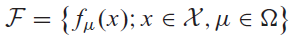 ℱ = {f_μ(x); x ∈ 𝒳, μ ∈ Ω}